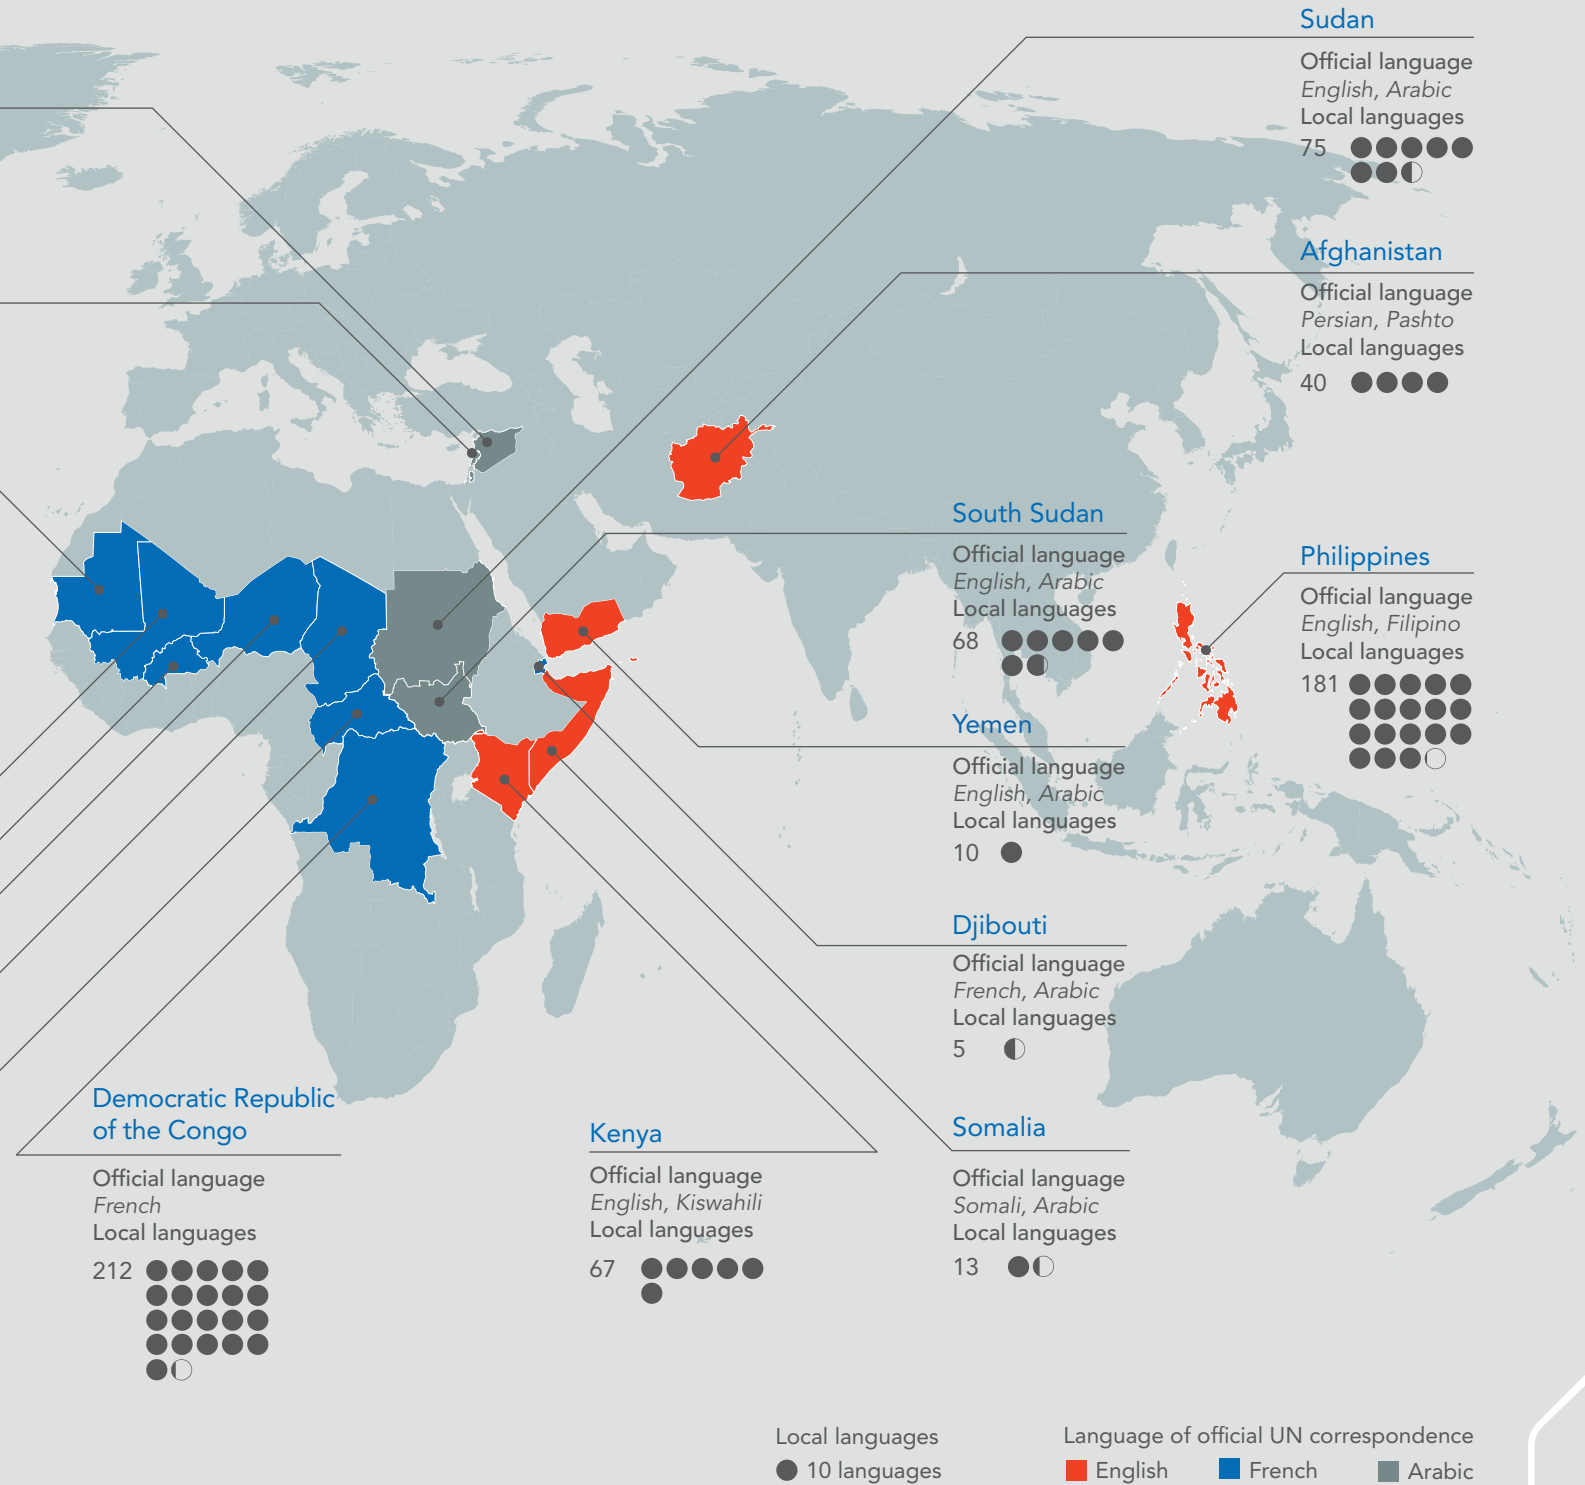 Sudan
Official language
English, Arabic
Local languages
75
Afghanistan
Official language
Persian, Pashto
Local languages
40
South Sudan
Official language
English, Arabic
Local languages
68
Philippines
Official language
English, Filipino
Local languages
181
Yemen
Official language
English, Arabic
Local languages
10
Djibouti
Official language
French, Arabic
Local languages
5
Democratic Republic
of the Congo
Official language
French
Local languages
212
Kenya
Official language
English, Kiswahili
Local languages
67
Somalia
Official language
Somali, Arabic
Local languages
13
Local languages
10 languages
Language of official UN correspondence
English French Arabic